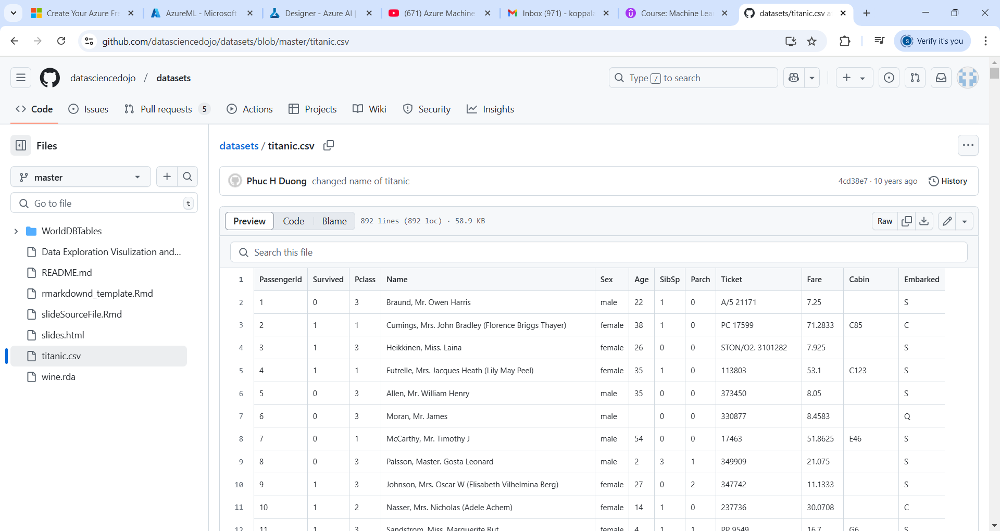 Create Your Azure Fre
AzureML - Microsoft
Designer - Azure AI |
(671) Azure Machine
Inbox (971) - koppala
Course: Machine Lea
datasets/titanic.csv a
github.com/datasciencedojo/datasets/blob/master/titanic.csv
S Verify it's you
datasciencedojo / datasets
Type / to search
Code Issues Pull requests 5 Actions Projects Wiki Security Insights
Files
master
Go to file t
WorldDBTables
Data Exploration Visulization and...
README.md
rmarkdownd_template.Rmd
slideSourceFile.Rmd
slides.html
titanic.csv
wine.rda
datasets / titanic.csv
Phuc H Duong changed name of titanic 4cd38e7 · 10 years ago History
Preview Code Blame 892 lines (892 loc) · 58.9 KB Raw
Search this file
1 PassengerId Survived Pclass Name Sex Age SibSp Parch Ticket Fare Cabin Embarked
2 1 0 3 Braund, Mr. Owen Harris male 22 1 0 A/5 21171 7.25 S
3 2 1 1 Cumings, Mrs. John Bradley (Florence Briggs Thayer) female 38 1 0 PC 17599 71.2833 C85 C
4 3 1 3 Heikkinen, Miss. Laina female 26 0 0 STON/O2. 3101282 7.925 S
5 4 1 1 Futrelle, Mrs. Jacques Heath (Lily May Peel) female 35 1 0 113803 53.1 C123 S
6 5 0 3 Allen, Mr. William Henry male 35 0 0 373450 8.05 S
7 6 0 3 Moran, Mr. James male 0 0 330877 8.4583 Q
8 7 0 1 McCarthy, Mr. Timothy J male 54 0 0 17463 51.8625 E46 S
9 8 0 3 Palsson, Master. Gosta Leonard male 2 3 1 349909 21.075 S
10 9 1 3 Johnson, Mrs. Oscar W (Elisabeth Vilhelmina Berg) female 27 0 2 347742 11.1333 S
11 10 1 2 Nasser, Mrs. Nicholas (Adele Achem) female 14 1 0 237736 30.0708 C
12 11 1 3 Sandstrom, Miss. Marguerite Rut female 4 1 1 PP 9549 16.7 G6 S